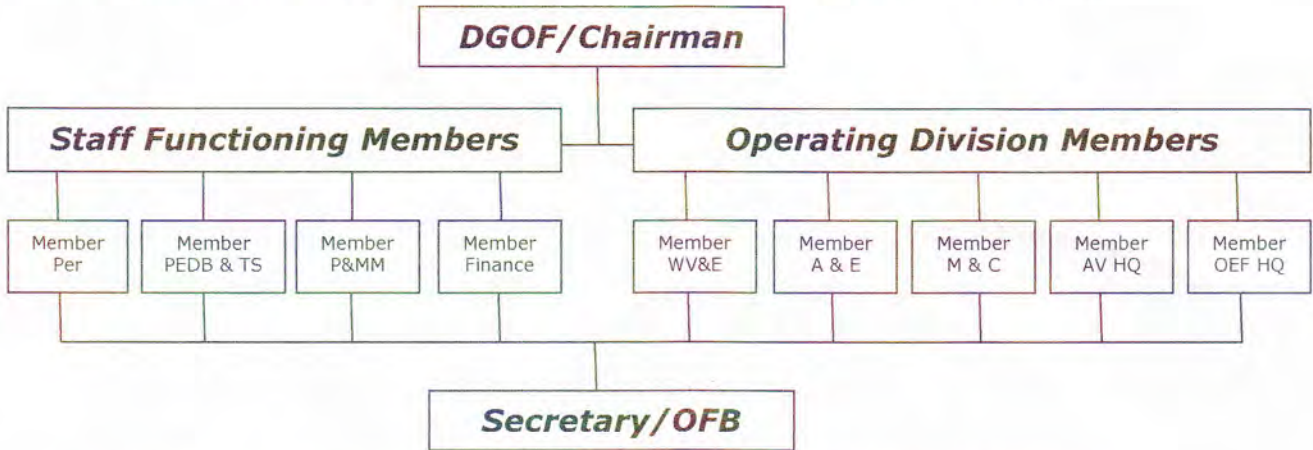 DGOF/Chairman
Staff Functioning Members
Operating Division Members
Member
Per
Member
PEDB & TS
Member
P&MM
Member
Finance
Member
WV&E
Member
A & E
Member
M & C
Member
AV HQ
Member
OEF HQ
Secretary/OFB